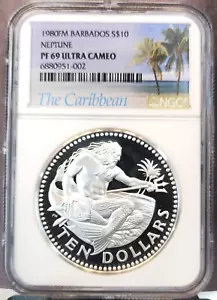 1980FM BARBADOS S$10
NEPTUNE
PF 69 ULTRA CAMEO
6880951-002
The Caribbean
NGC
TEN DOLLARS